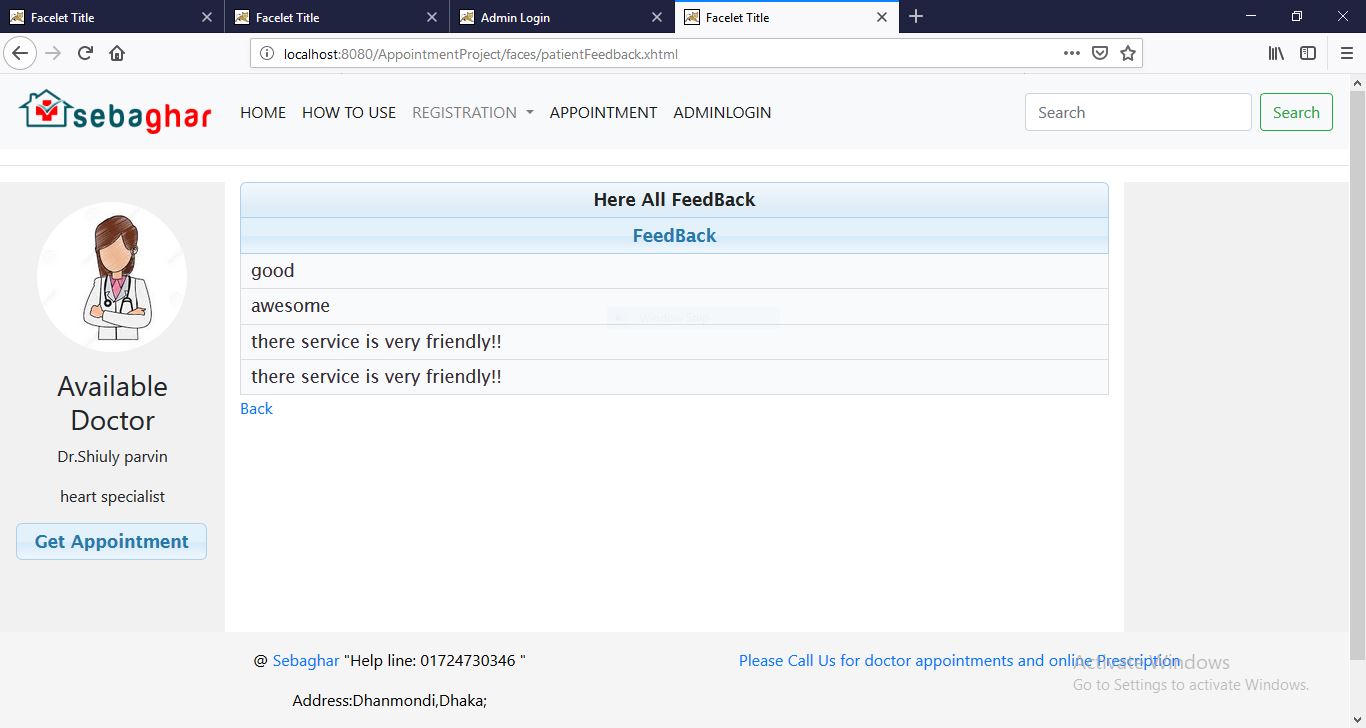 Facelet Title
Facelet Title
Admin Login
Facelet Title
localhost:8080/AppointmentProject/faces/patientFeedback.xhtml
sebaghar
HOME
HOW TO USE
REGISTRATION
APPOINTMENT
ADMINLOGIN
Search
Search
Here All FeedBack
FeedBack
good
awesome
there service is very friendly!!
there service is very friendly!!
Back
Available
Doctor
Dr.Shiuly parvin
heart specialist
Get Appointment
@ Sebaghar "Help line: 01724730346 "
Address:Dhanmondi,Dhaka;
Please Call Us for doctor appointments and online Prescription
Activate Windows
Go to Settings to activate Windows.